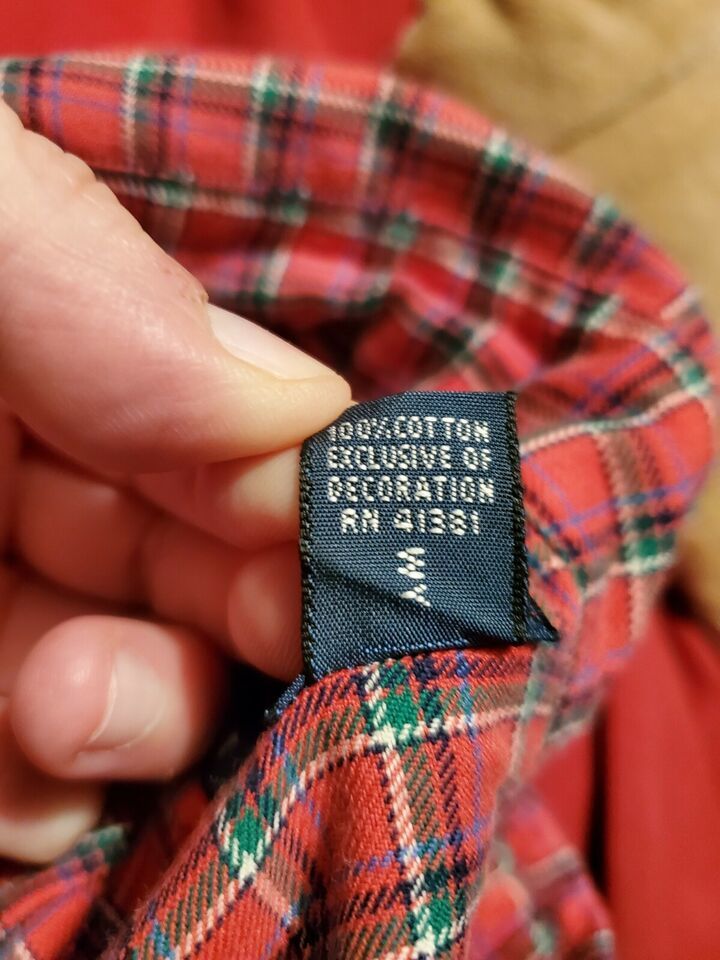 100% COTTON
EXCLUSIVE OF
DECORATION
RN 41381